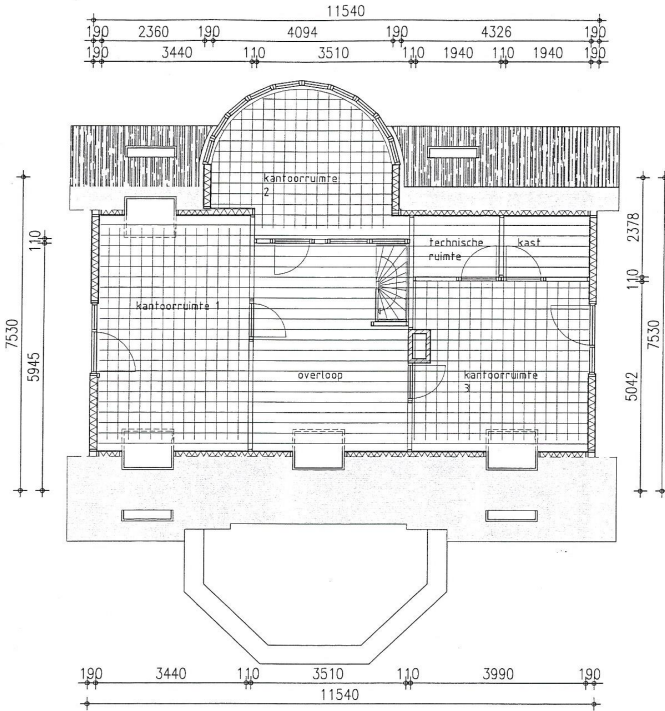 11540
190 2360 190 4094 190 4326 190
190 3440 110 3510 110 1940 110 1940 190
kantoorruimte
2
technische
ruimte
kast
kantoorruimte 1
overloop
kantoorruimte
3
7530
110
5945
2378
110
5042
7530
190 3440 110 3510 110 3990 190
11540